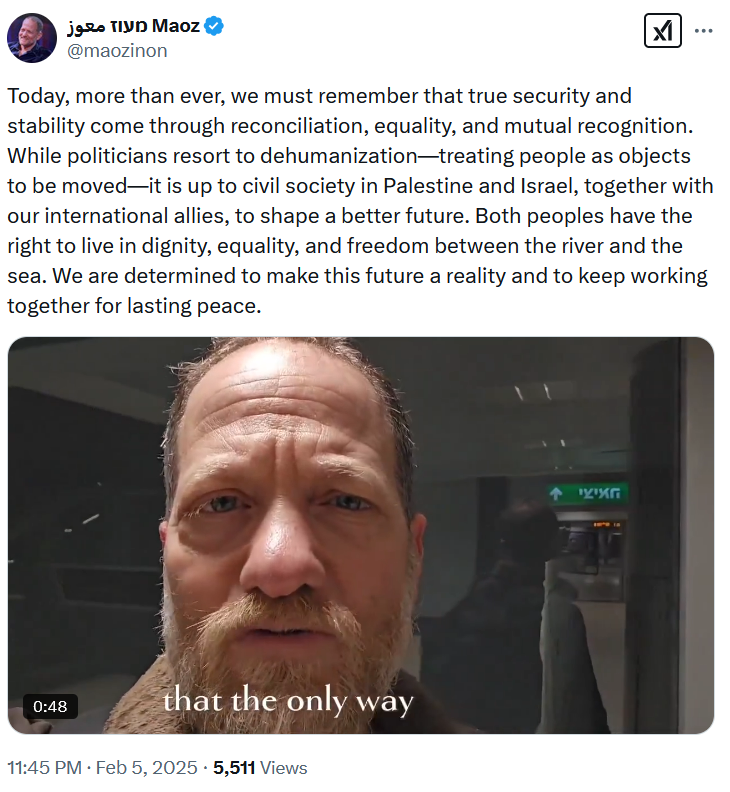 معوز מעוז Maoz
@maozinon
Today, more than ever, we must remember that true security and
stability come through reconciliation, equality, and mutual recognition.
While politicians resort to dehumanization—treating people as objects
to be moved—it is up to civil society in Palestine and Israel, together with
our international allies, to shape a better future. Both peoples have the
right to live in dignity, equality, and freedom between the river and the
sea. We are determined to make this future a reality and to keep working
together for lasting peace.
that the only way
0:48
11:45 PM · Feb 5, 2025 · 5,511 Views